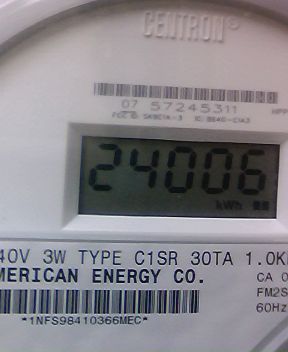 CENTRON®
07 57245311
24006
kWh
40V 3W TYPE C1SR 30TA 1.0K
MERICAN ENERGY CO.
CA 0
FM2S
60Hz
*1NFS98410366MEC*